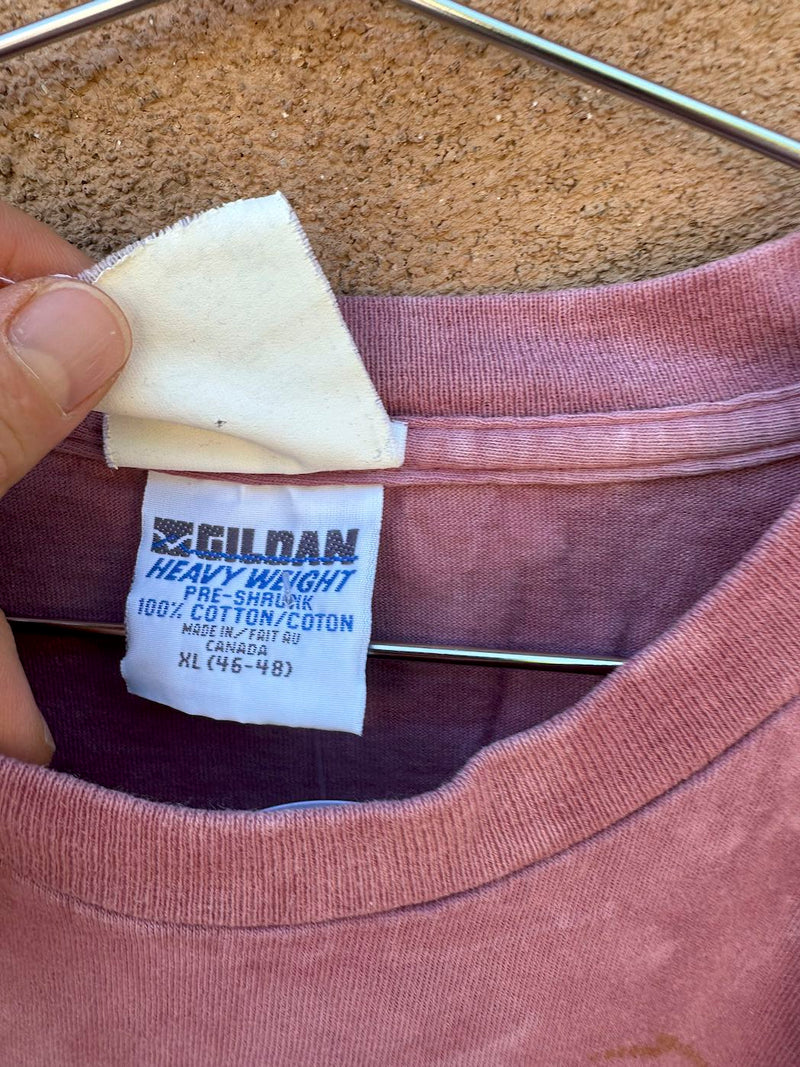 GILDAN
HEAVY WEIGHT
PRE-SHRUNK
100% COTTON/COTON
MADE IN/FAIT AU
CANADA
XL (46-48)